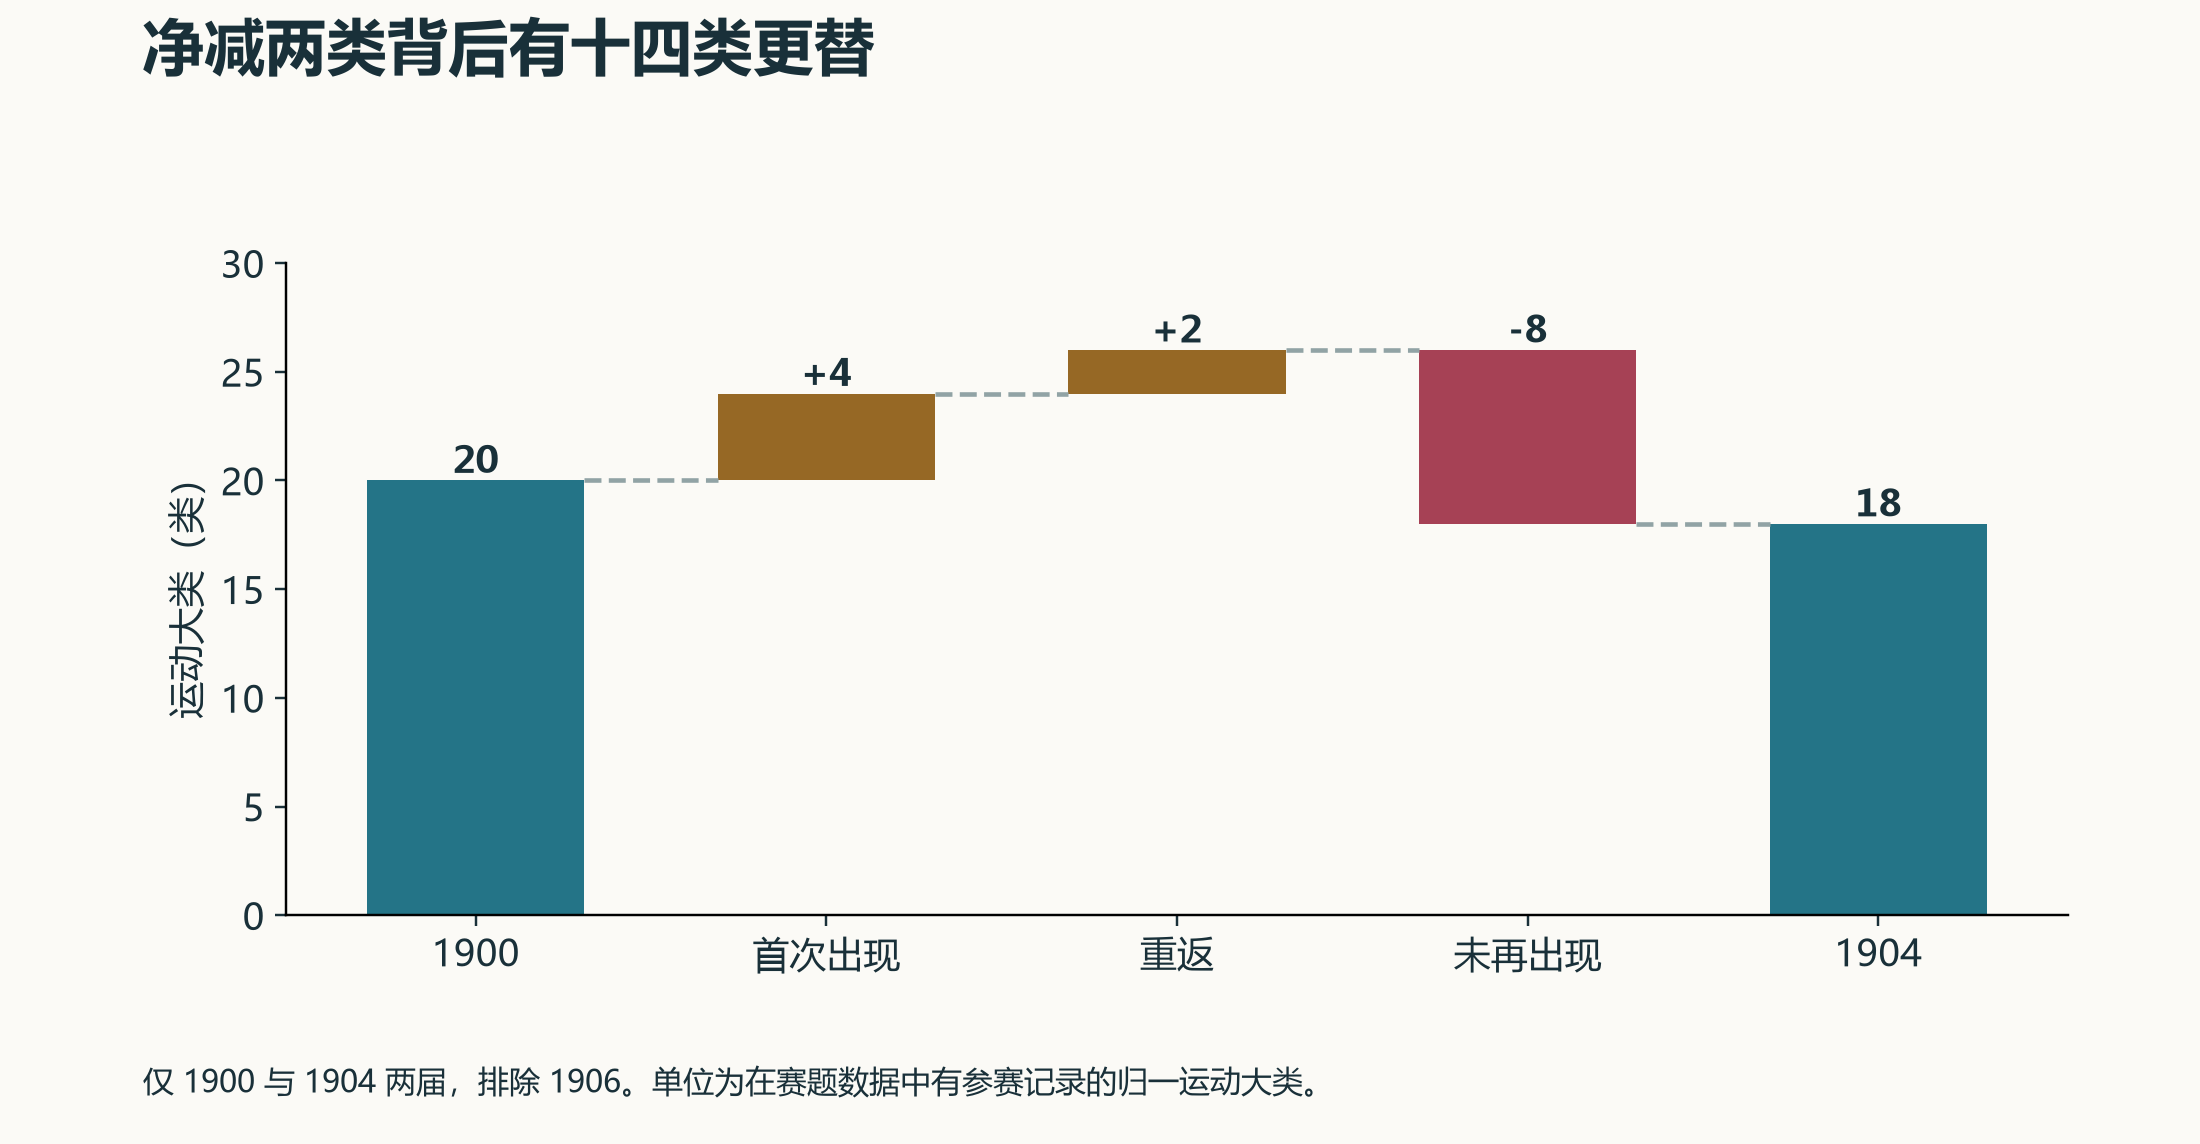 净减两类背后有十四类更替
运动大类（类）
30
25
20
15
10
5
0
20
+4
+2
-8
18
1900
首次出现
重返
未再出现
1904
仅 1900 与 1904 两届，排除 1906。单位为在赛题数据中有参赛记录的归一运动大类。